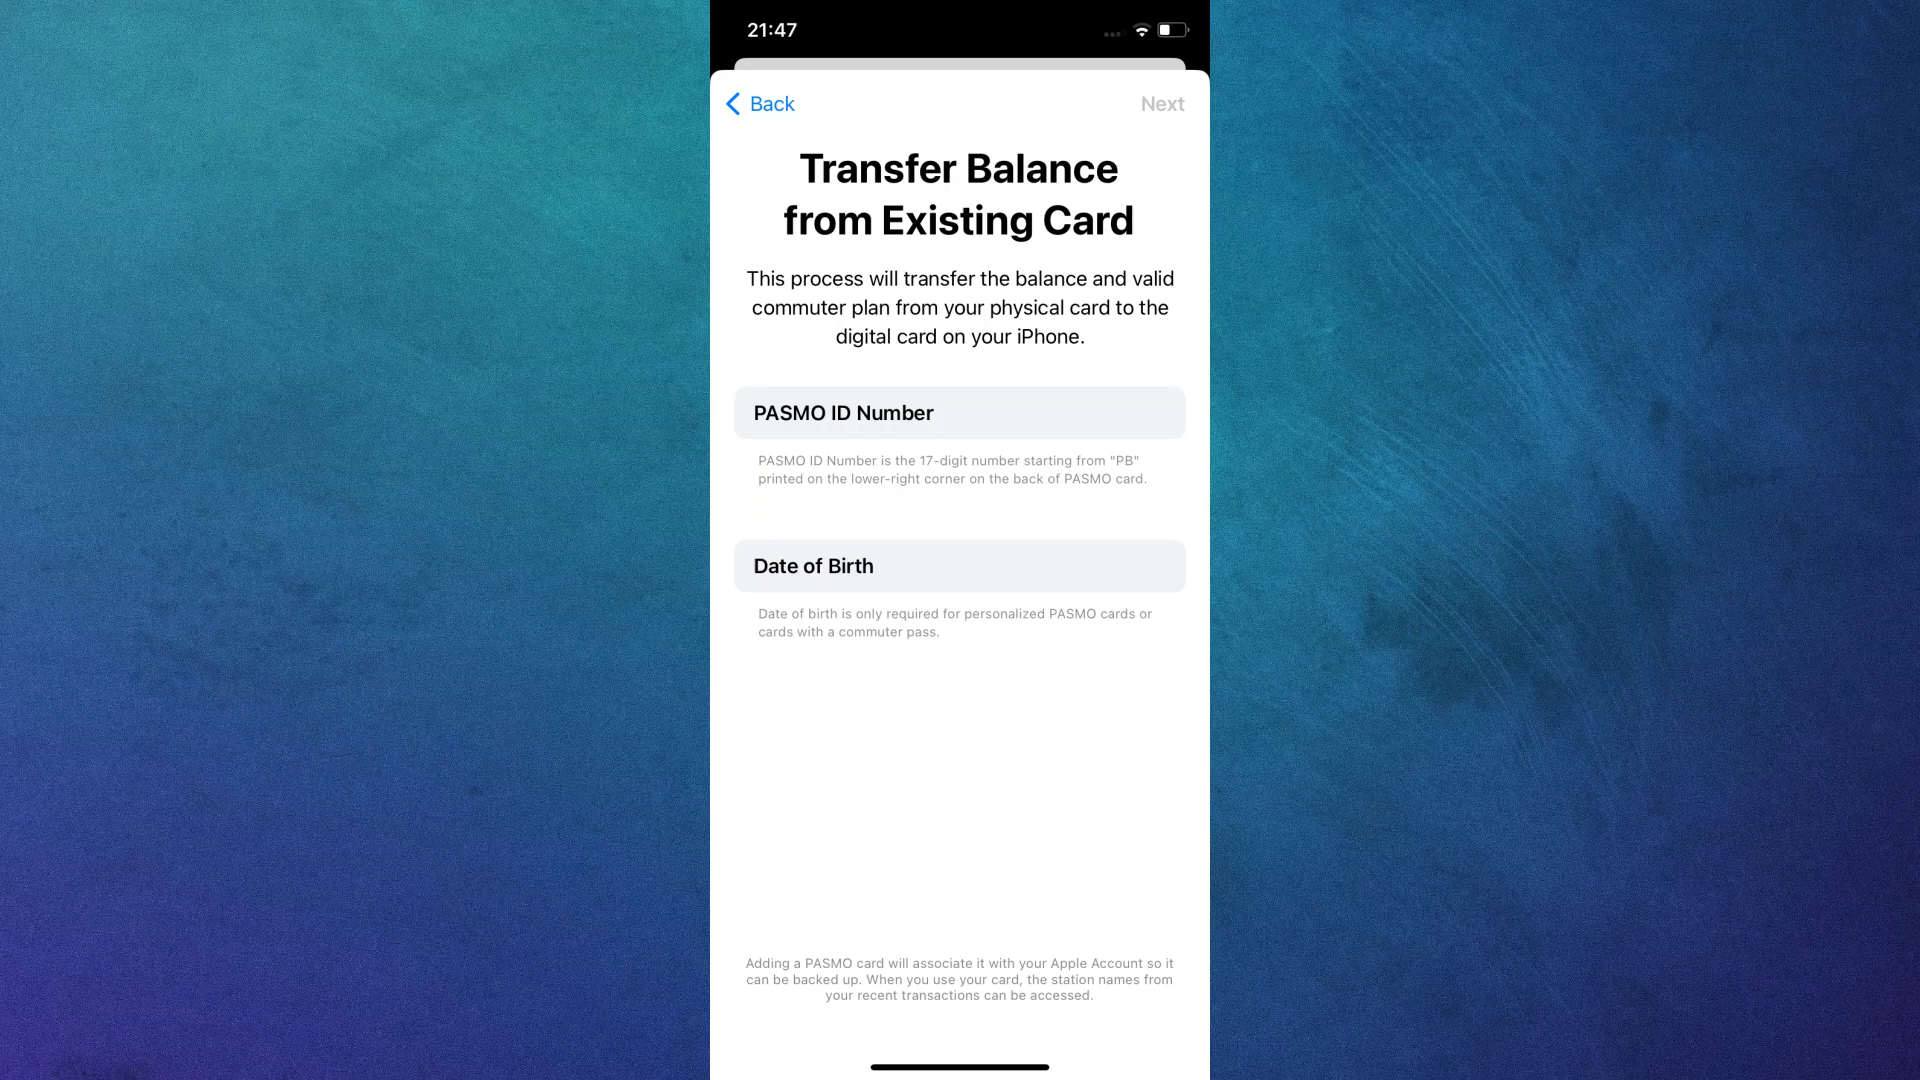 21:47
Back
Next
Transfer Balance
from Existing Card
This process will transfer the balance and valid
commuter plan from your physical card to the
digital card on your iPhone.
PASMO ID Number
PASMO ID Number is the 17-digit number starting from "PB"
printed on the lower-right corner on the back of PASMO card.
Date of Birth
Date of birth is only required for personalized PASMO cards or
cards with a commuter pass.
Adding a PASMO card will associate it with your Apple Account so it
can be backed up. When you use your card, the station names from
your recent transactions can be accessed.